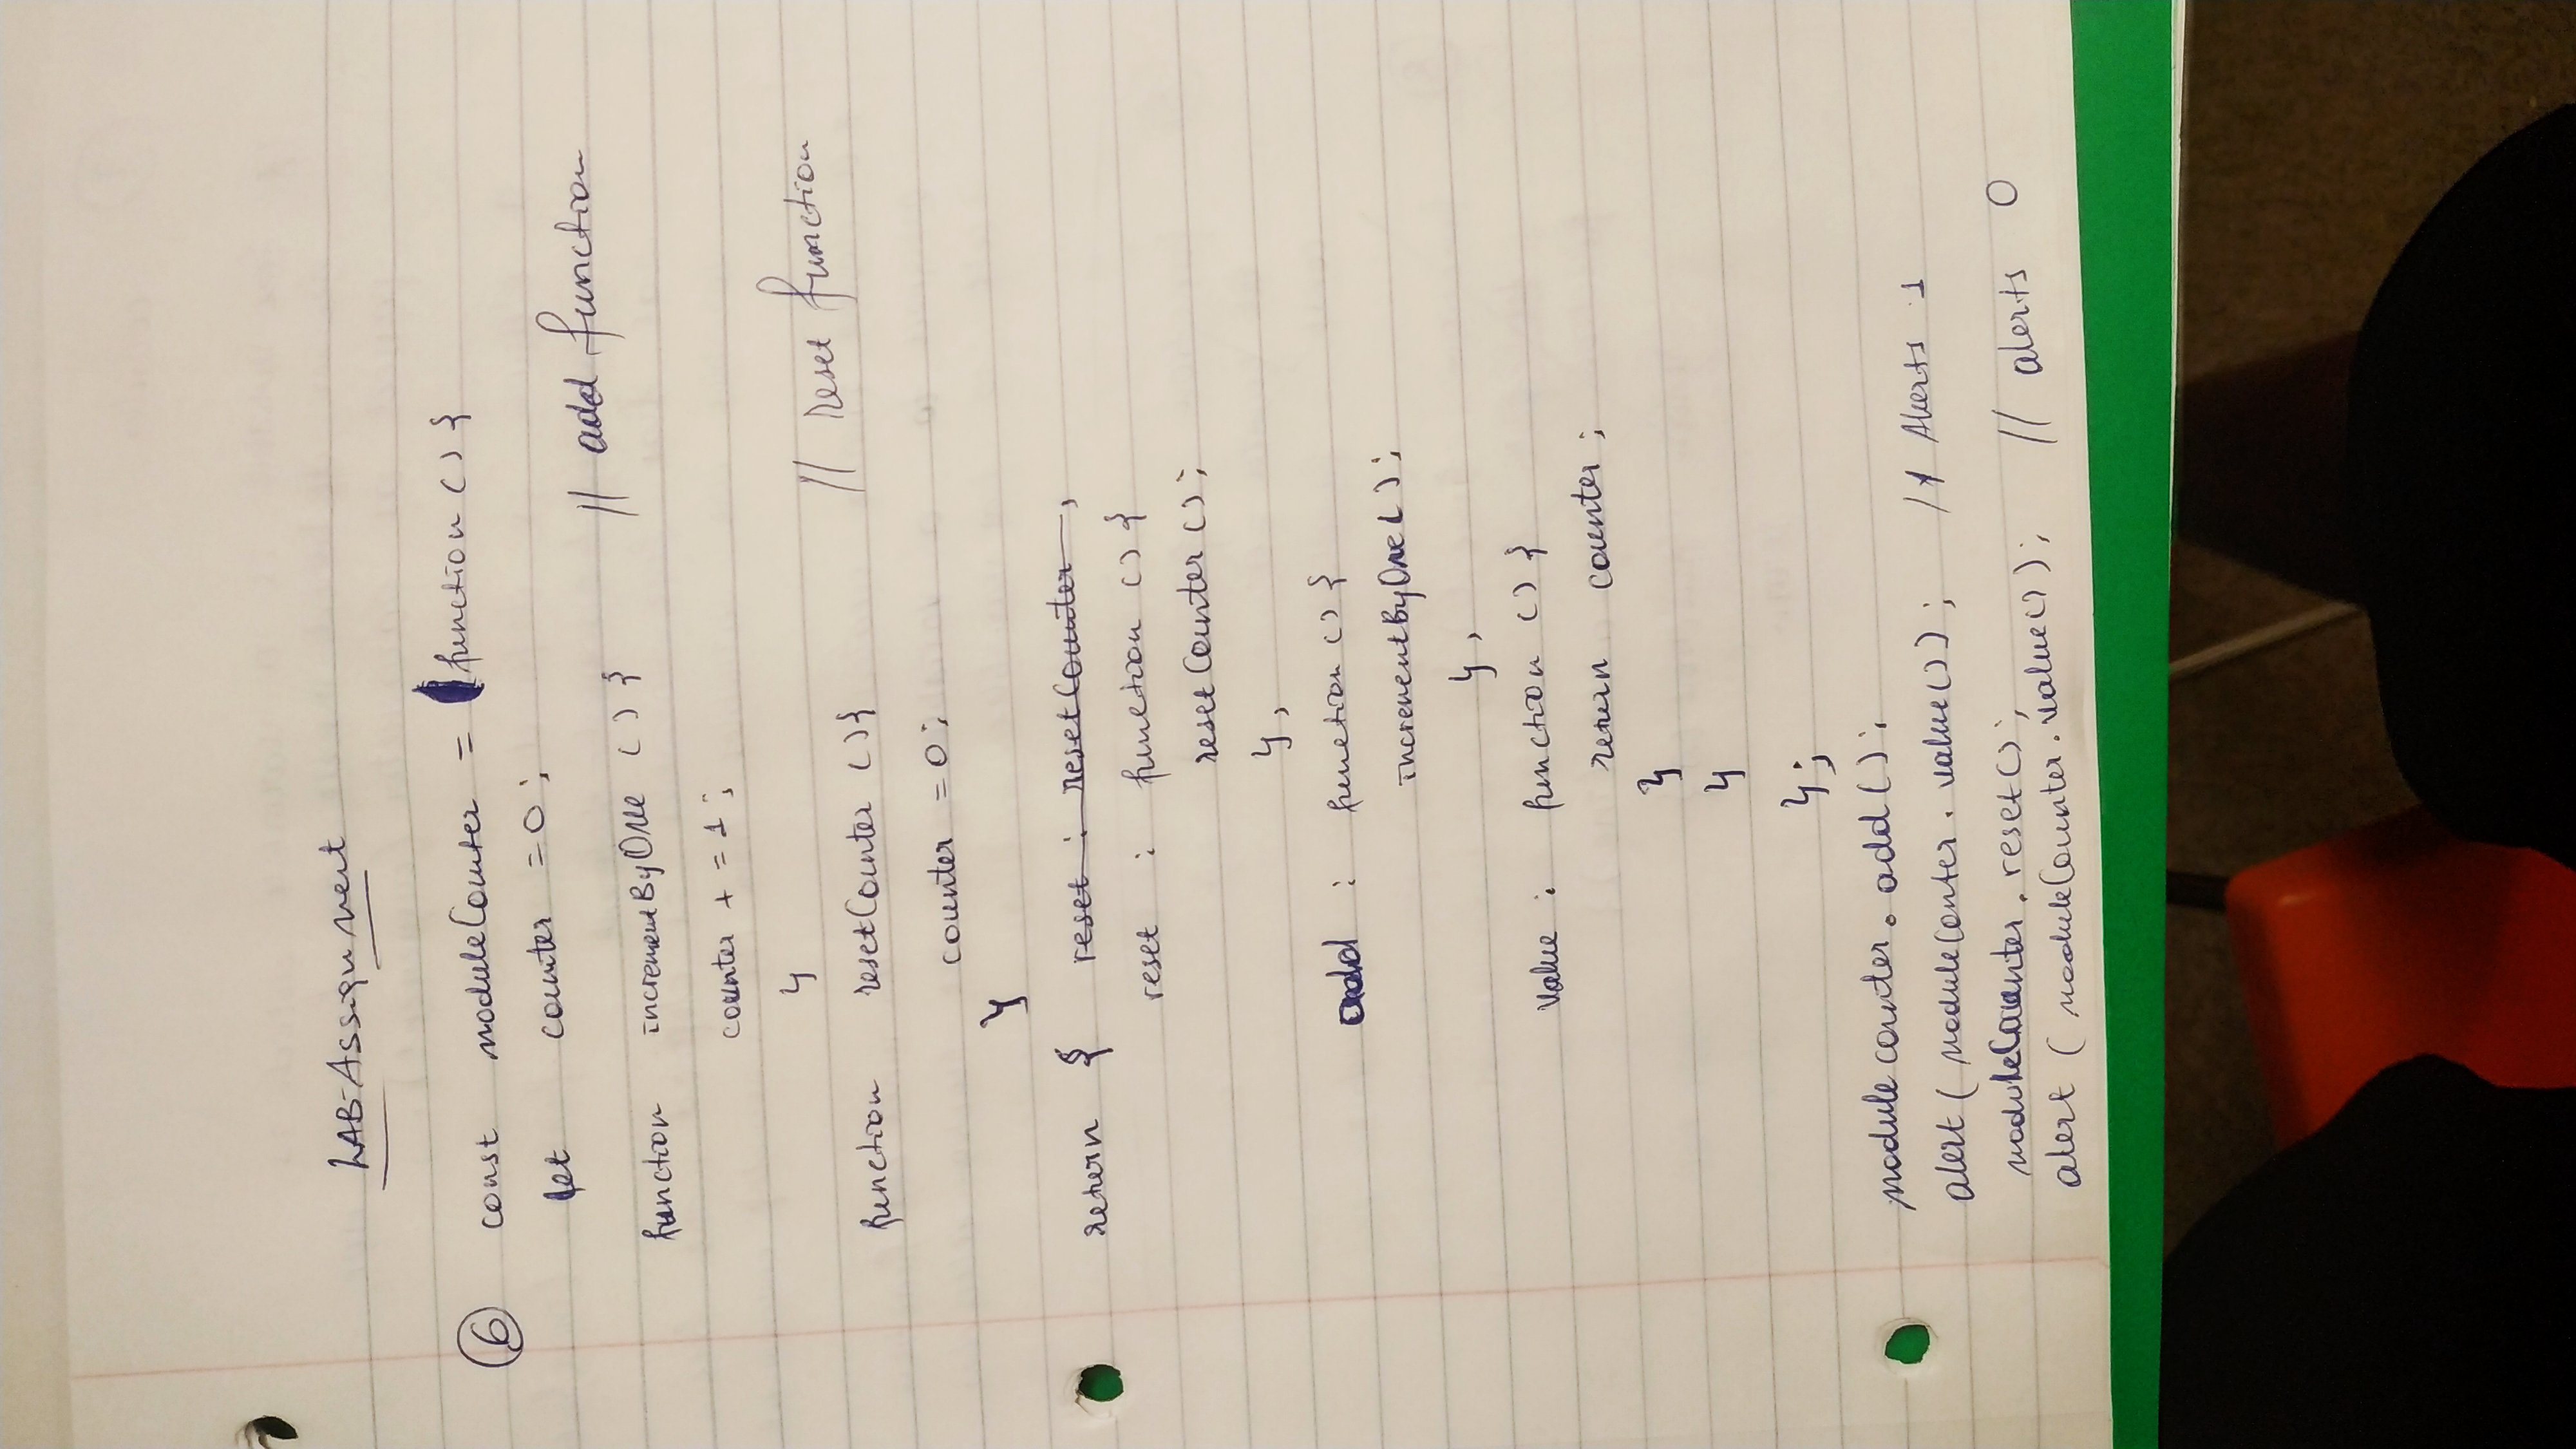 LAB-Assignment
6 const moduleCounter = function () {
let counter = 0;
function incrementByOne () { // add function
counter + = 1;
}
function resetCounter () { // reset function
counter = 0;
}
return { reset : resetCounter ,
reset : function () {
resetCounter ();
},
add : function () {
incrementByOne ();
},
value : function () {
return counter;
}
}
};
module counter. add ();
alert ( moduleConter. value()); // Alerts 1
moduleCounter. reset();
alert ( moduleCounter. value()); // alerts 0